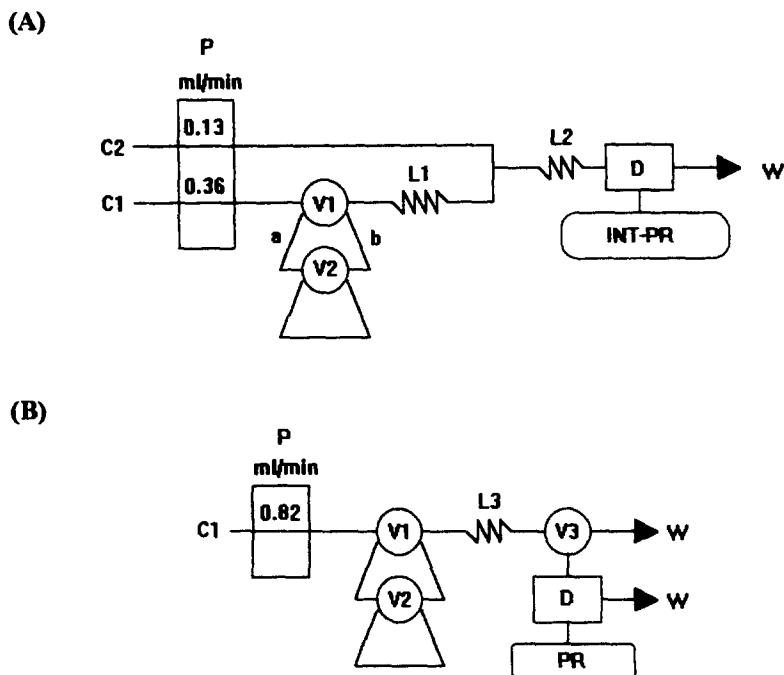 (A)
P
ml/min
0.13
C2
L2
D
W
0.36
L1
C1
V1
a
b
INT-PR
V2
(B)
P
ml/min
0.82
L3
C1
V1
V3
W
V2
D
W
PR